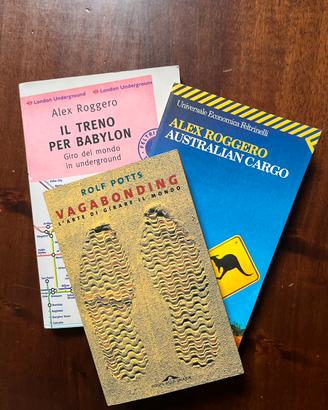 London Underground London Underground
Alex Roggero
IL TRENO
PER BABYLON
Giro del mondo
in underground
Universale Economica Feltrinelli
ALEX ROGGERO
AUSTRALIAN CARGO
ROLF POTTS
VAGABONDING
L'ARTE DI GIRARE IL MONDO